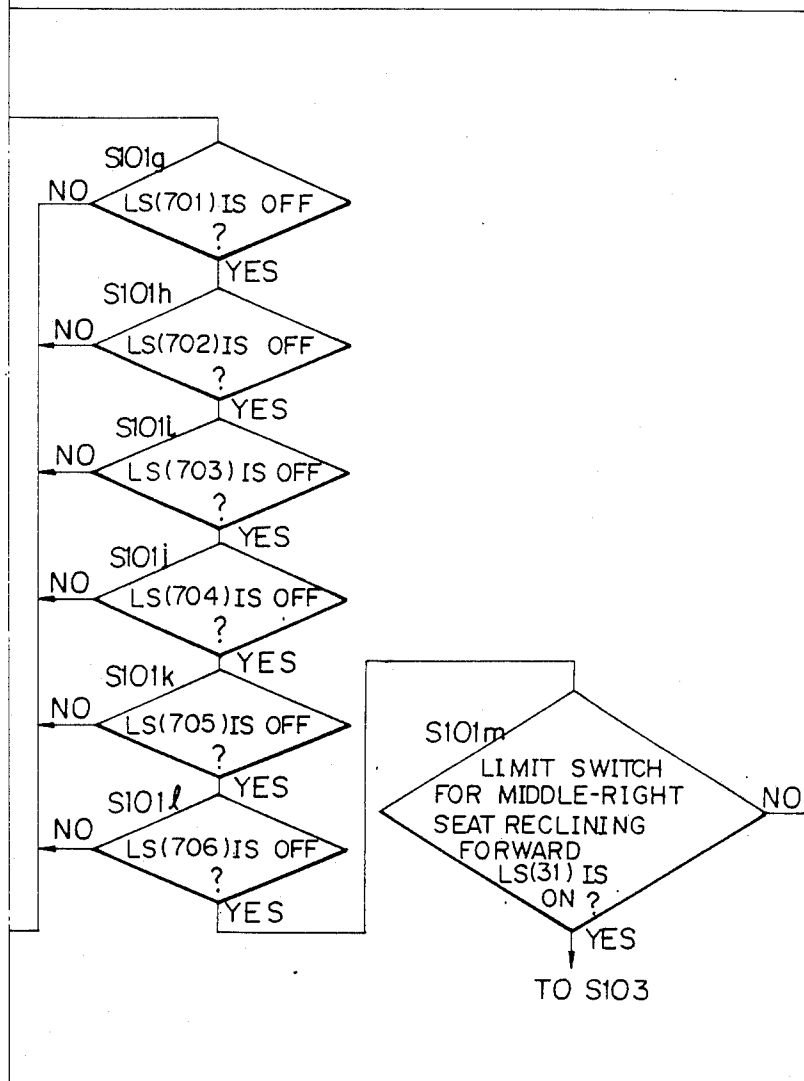 S101g
NO
LS(701) IS OFF
?
YES
S101h
NO
LS(702) IS OFF
?
YES
S101i
NO
LS(703) IS OFF
?
YES
S101j
NO
LS(704) IS OFF
?
YES
S101k
NO
LS(705) IS OFF
?
YES
S101l
NO
LS(706) IS OFF
?
YES
S101m
LIMIT SWITCH
FOR MIDDLE-RIGHT
SEAT RECLINING
FORWARD
LS(31) IS
ON ?
NO
YES
TO S103